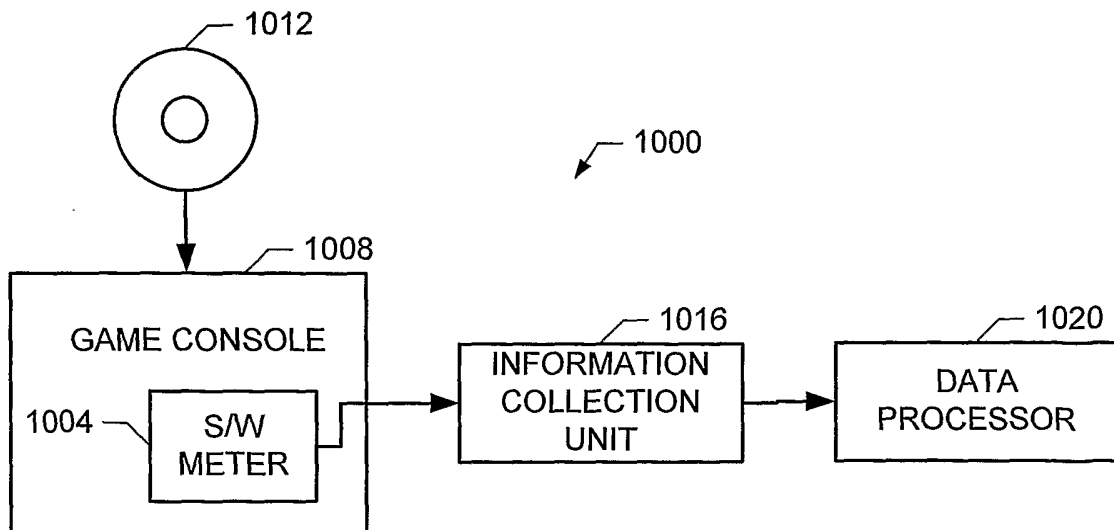 1012
1000
1008
GAME CONSOLE
1004
S/W
METER
1016
INFORMATION
COLLECTION
UNIT
1020
DATA
PROCESSOR